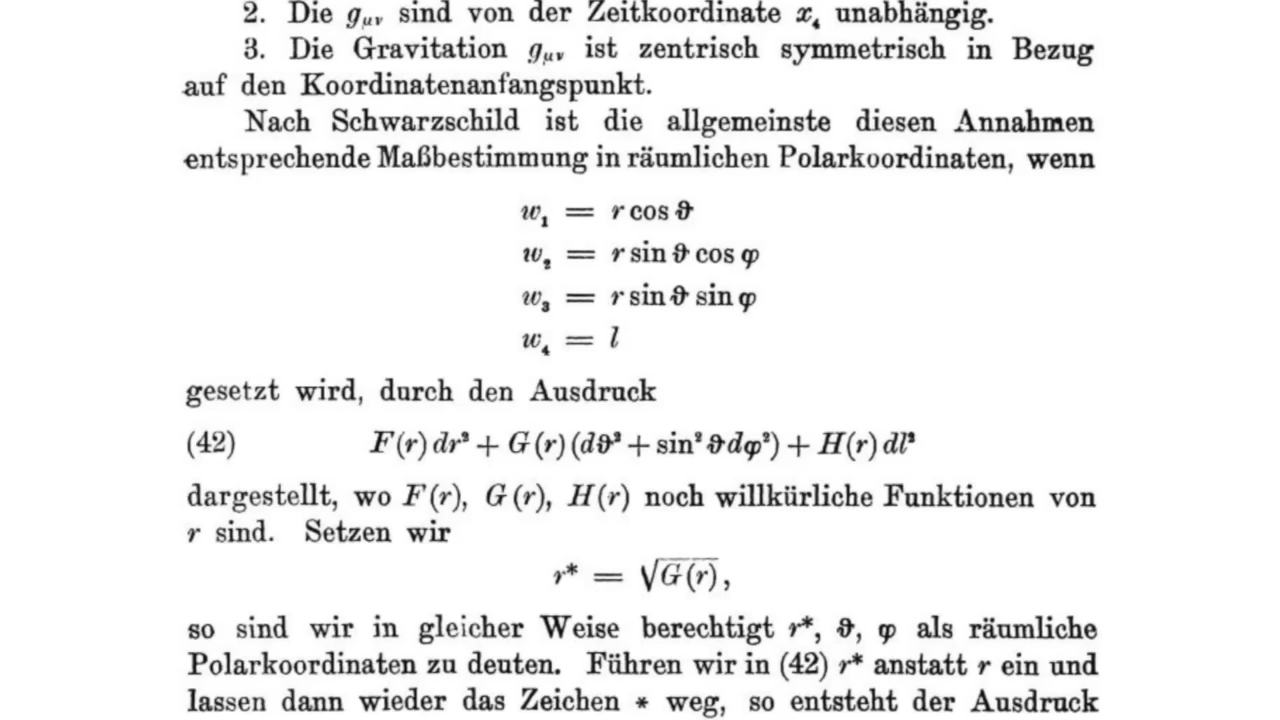 2. Die g_μν sind von der Zeitkoordinate x₄ unabhängig.
3. Die Gravitation g_μν ist zentrisch symmetrisch in Bezug
auf den Koordinatenanfangspunkt.
Nach Schwarzschild ist die allgemeinste diesen Annahmen
entsprechende Maßbestimmung in räumlichen Polarkoordinaten, wenn
w₁ = r cos ϑ
w₂ = r sin ϑ cos φ
w₃ = r sin ϑ sin φ
w₄ = l
gesetzt wird, durch den Ausdruck
(42) F(r) dr² + G(r) (dϑ² + sin² ϑ dφ²) + H(r) dl²
dargestellt, wo F(r), G(r), H(r) noch willkürliche Funktionen von
r sind. Setzen wir
r* = √G(r),
so sind wir in gleicher Weise berechtigt r*, ϑ, φ als räumliche
Polarkoordinaten zu deuten. Führen wir in (42) r* anstatt r ein und
lassen dann wieder das Zeichen * weg, so entsteht der Ausdruck